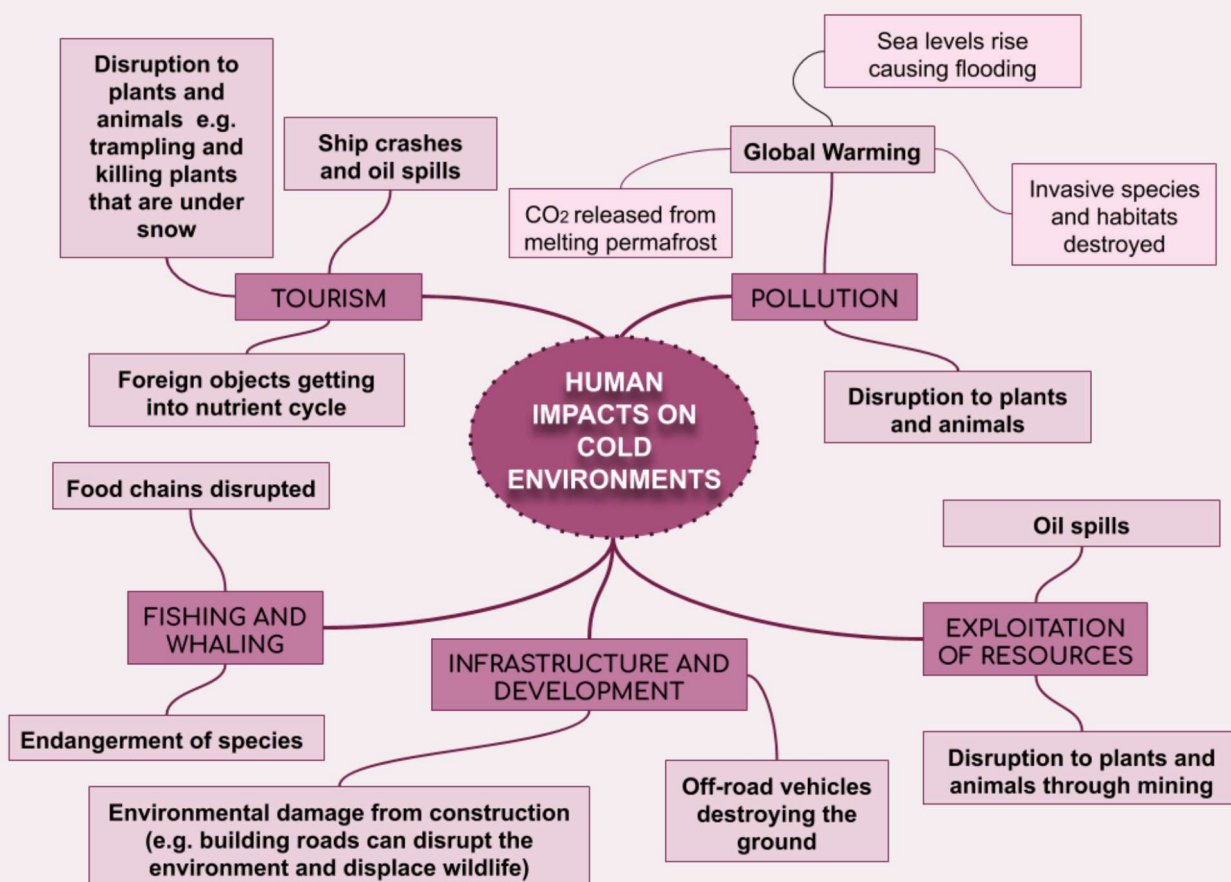 Disruption to
plants and
animals e.g.
trampling and
killing plants
that are under
snow
Ship crashes
and oil spills
TOURISM
Foreign objects getting
into nutrient cycle
Sea levels rise
causing flooding
Global Warming
CO₂ released from
melting permafrost
Invasive species
and habitats
destroyed
POLLUTION
Disruption to plants
and animals
HUMAN
IMPACTS ON
COLD
ENVIRONMENTS
Food chains disrupted
FISHING AND
WHALING
Endangerment of species
INFRASTRUCTURE AND
DEVELOPMENT
Environmental damage from construction
(e.g. building roads can disrupt the
environment and displace wildlife)
Off-road vehicles
destroying the
ground
Oil spills
EXPLOITATION
OF RESOURCES
Disruption to plants and
animals through mining